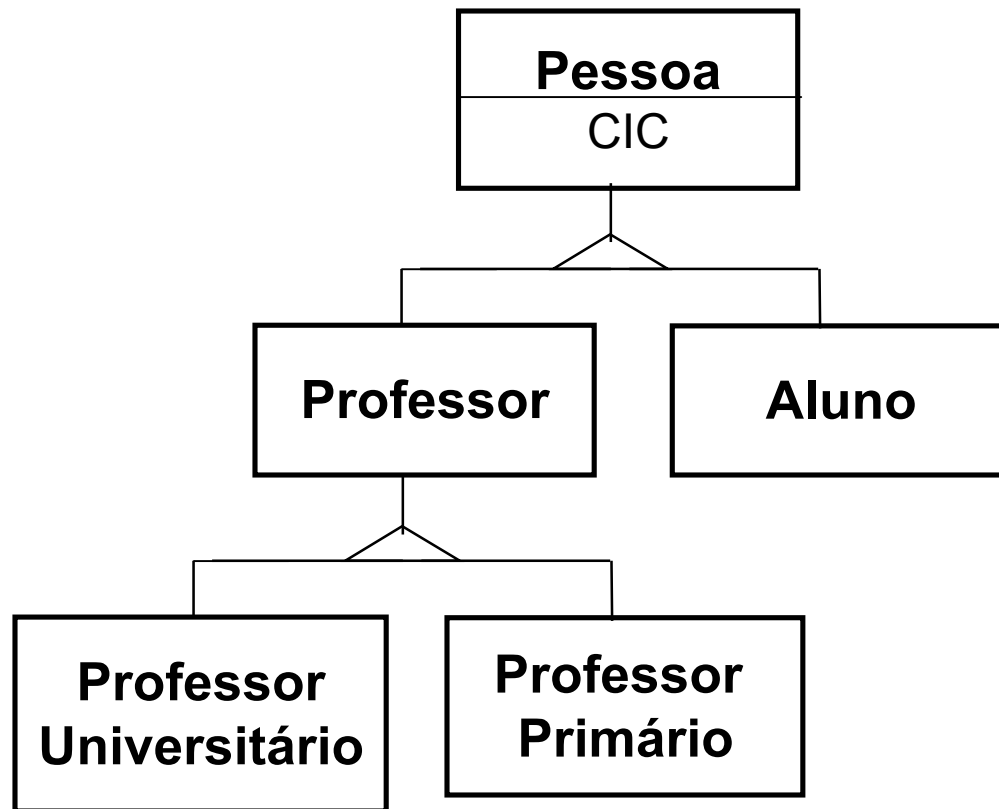 Pessoa
CIC
Professor
Aluno
Professor
Universitário
Professor
Primário